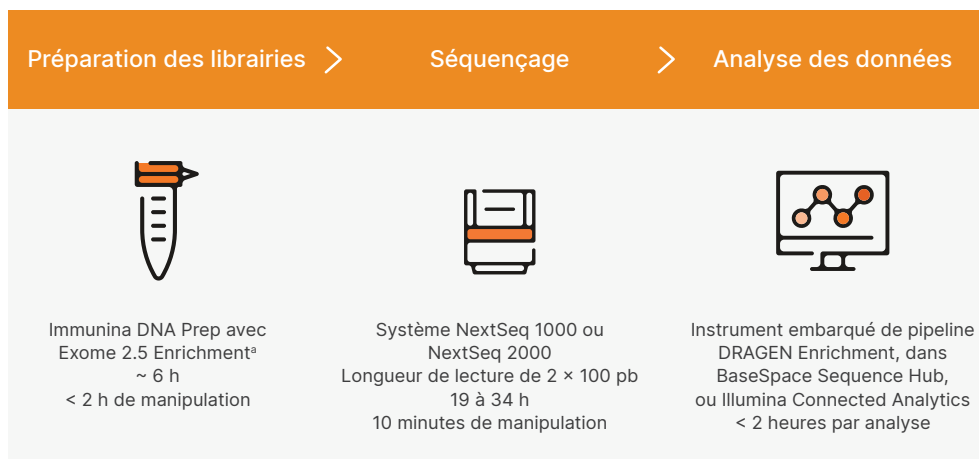 Préparation des librairies
Séquençage
Analyse des données
Immunina DNA Prep avec
Exome 2.5 Enrichmentᵃ
~ 6 h
< 2 h de manipulation
Système NextSeq 1000 ou
NextSeq 2000
Longueur de lecture de 2 × 100 pb
19 à 34 h
10 minutes de manipulation
Instrument embarqué de pipeline
DRAGEN Enrichment, dans
BaseSpace Sequence Hub,
ou Illumina Connected Analytics
< 2 heures par analyse